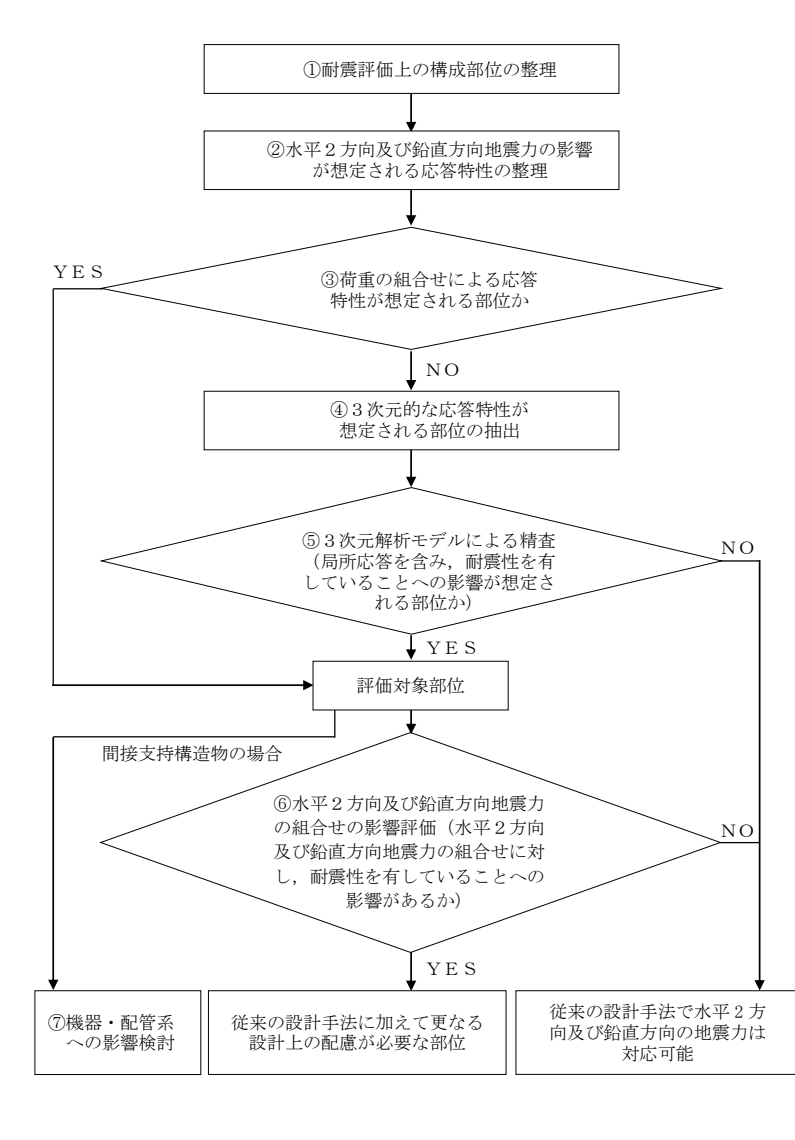 ①耐震評価上の構成部位の整理
②水平２方向及び鉛直方向地震力の影響
が想定される応答特性の整理
ＹＥＳ
③荷重の組合せによる応答
特性が想定される部位か
ＮＯ
④３次元的な応答特性が
想定される部位の抽出
⑤３次元解析モデルによる精査
（局所応答を含み，耐震性を有
していることへの影響が想定さ
れる部位か）
ＮＯ
ＹＥＳ
評価対象部位
間接支持構造物の場合
⑥水平２方向及び鉛直方向地震力
の組合せの影響評価（水平２方向
及び鉛直方向地震力の組合せに対
し，耐震性を有していることへの
影響があるか）
ＮＯ
ＹＥＳ
⑦機器・配管系
への影響検討
従来の設計手法に加えて更なる
設計上の配慮が必要な部位
従来の設計手法で水平２方
向及び鉛直方向の地震力は
対応可能